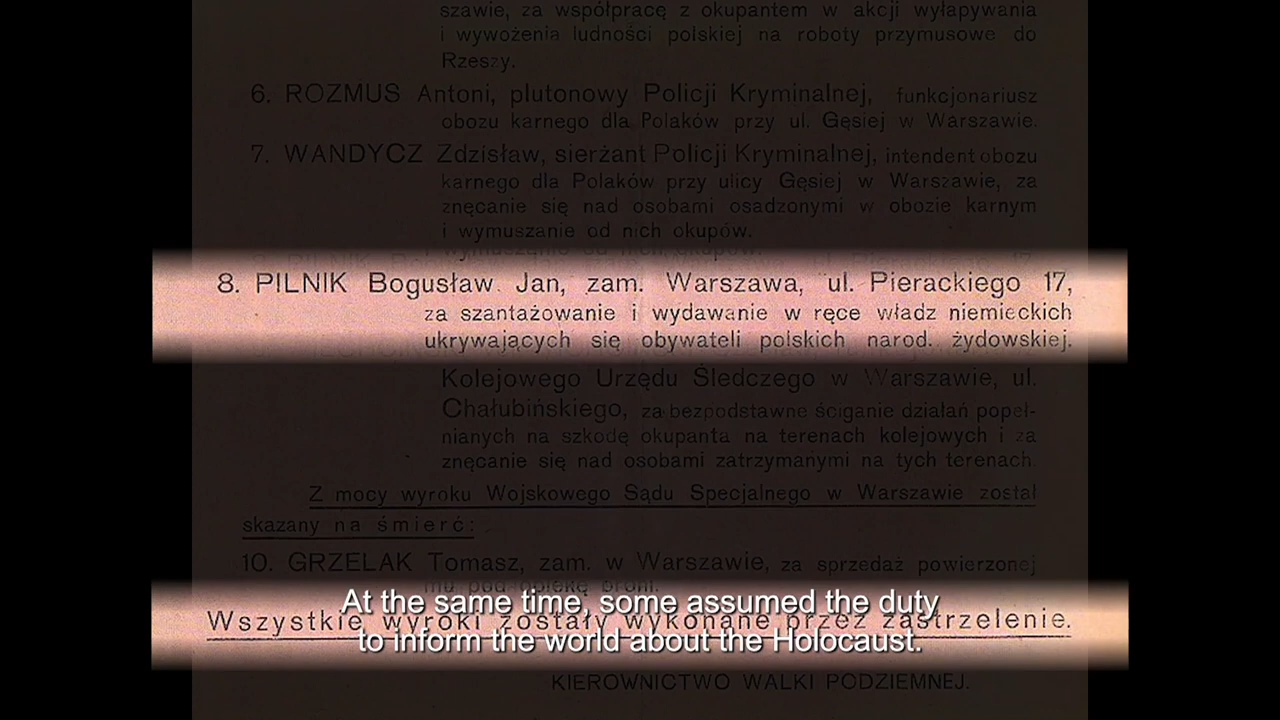 szawie, za współpracę z okupantem w akcji wyłapywania
i wywożenia ludności polskiej na roboty przymusowe do
Rzeszy.
6. ROZMUS Antoni, plutonowy Policji Kryminalnej, funkcjonariusz
obozu karnego dla Polaków przy ul. Gęsiej w Warszawie.
7. WANDYCZ Zdzisław, sierżant Policji Kryminalnej, intendent obozu
karnego dla Polaków przy ulicy Gęsiej w Warszawie, za
znęcanie się nad osobami osadzonymi w obozie karnym
i wymuszanie od nich okupów.
8. PILNIK Bogusław Jan, zam. Warszawa, ul. Pierackiego 17,
za szantażowanie i wydawanie w ręce władz niemieckich
ukrywających się obywateli polskich narod. żydowskiej.
Kolejowego Urzędu Śledczego w Warszawie, ul.
Chałubińskiego, za bezpodstawne ściganie działań popeł-
nianych na szkodę okupanta na terenach kolejowych i za
znęcanie się nad osobami zatrzymanymi na tych terenach.
Z mocy wyroku Wojskowego Sądu Specjalnego w Warszawie został
skazany na śmierć:
10. GRZELAK Tomasz, zam. w Warszawie, za sprzedaż powierzonej
mu pod opiekę broni.
Wszystkie wyroki zostały wykonane przez zastrzelenie.
At the same time, some assumed the duty
to inform the world about the Holocaust.
KIEROWNICTWO WALKI PODZIEMNEJ.